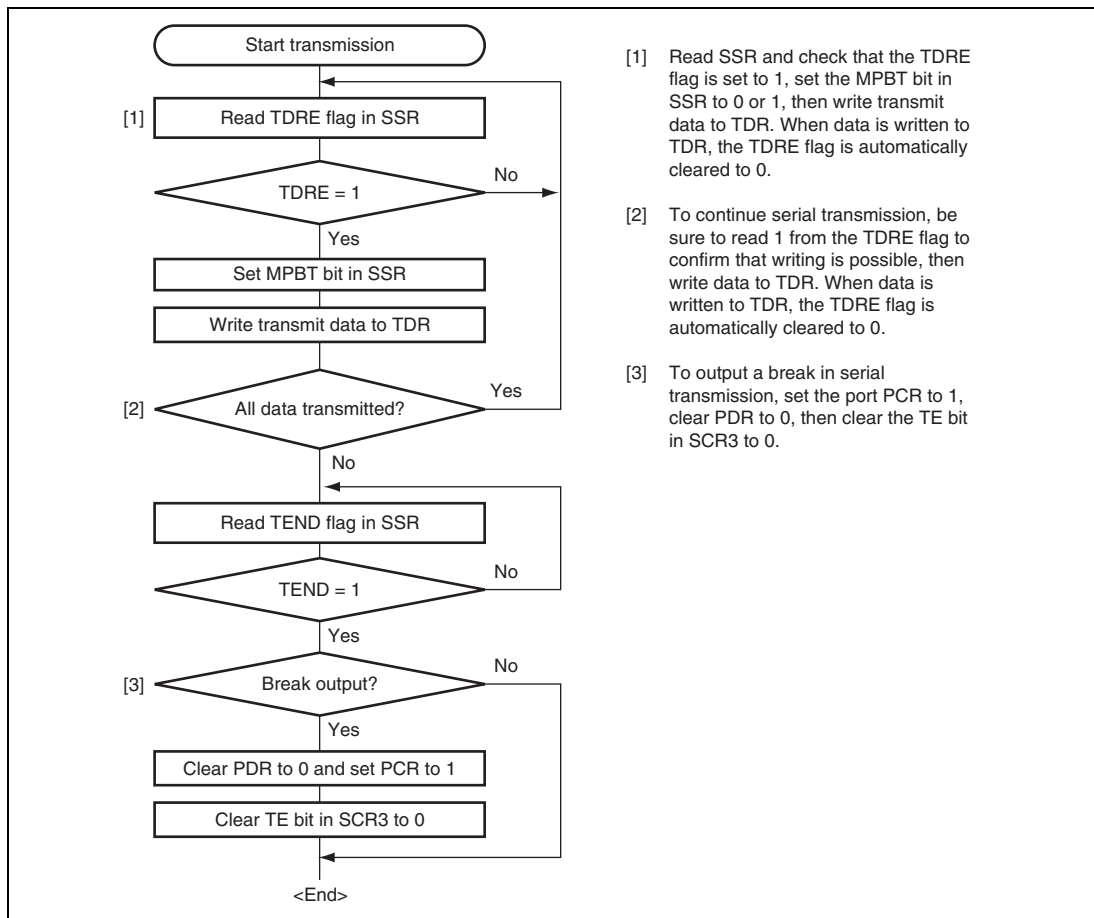 Start transmission
[1]
Read TDRE flag in SSR
No
TDRE = 1
Yes
Set MPBT bit in SSR
Write transmit data to TDR
Yes
[2]
All data transmitted?
No
Read TEND flag in SSR
No
TEND = 1
Yes
No
[3]
Break output?
Yes
Clear PDR to 0 and set PCR to 1
Clear TE bit in SCR3 to 0
<End>
[1] Read SSR and check that the TDRE
flag is set to 1, set the MPBT bit in
SSR to 0 or 1, then write transmit
data to TDR. When data is written to
TDR, the TDRE flag is automatically
cleared to 0.
[2] To continue serial transmission, be
sure to read 1 from the TDRE flag to
confirm that writing is possible, then
write data to TDR. When data is
written to TDR, the TDRE flag is
automatically cleared to 0.
[3] To output a break in serial
transmission, set the port PCR to 1,
clear PDR to 0, then clear the TE bit
in SCR3 to 0.